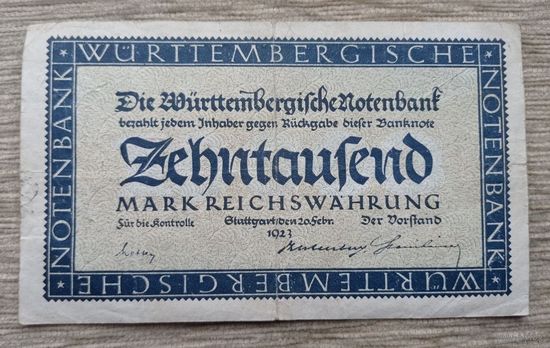 WÜRTTEMBERGISCHE
NOTENBANK
NOTENBANK
Die Württembergische Notenbank
bezahlt jedem Inhaber gegen Rückgabe dieser Banknote
Zehntausend
MARK REICHSWÄHRUNG
Für die Kontrolle Stuttgart, den 20. Febr. Der Vorstand
1923
WÜRTTEMBERGISCHE